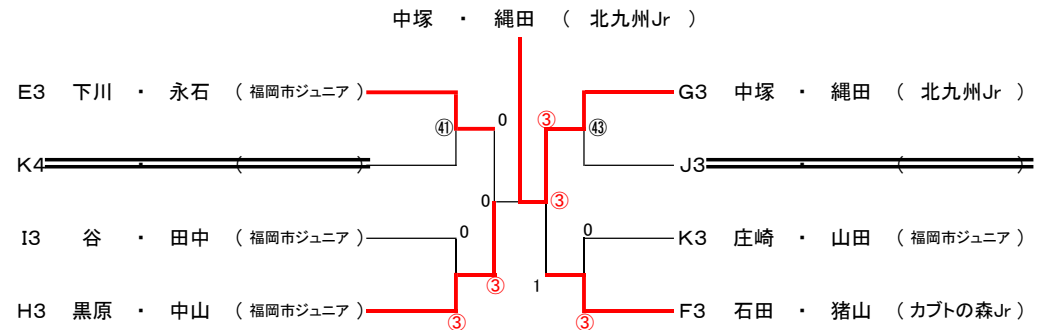 中塚 ・ 縄田 ( 北九州Jr )
E3 下川 ・ 永石 ( 福岡市ジュニア ) G3 中塚 ・ 縄田 ( 北九州Jr )
㊶ 0 ③ ㊸
K4 ・ ( ) J3 ・ ( )
0 ③
I3 谷 ・ 田中 ( 福岡市ジュニア ) 0 0 K3 庄崎 ・ 山田 ( 福岡市ジュニア )
③ 1
H3 黒原 ・ 中山 ( 福岡市ジュニア ) ③ ③ F3 石田 ・ 猪山 ( カブトの森Jr )